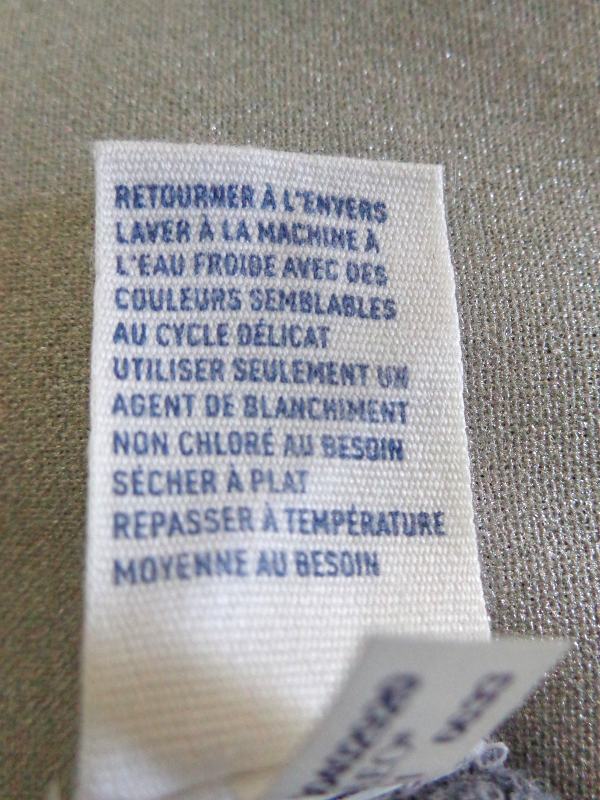 RETOURNER À L'ENVERS
LAVER À LA MACHINE À
L'EAU FROIDE AVEC DES
COULEURS SEMBLABLES
AU CYCLE DÉLICAT
UTILISER SEULEMENT UN
AGENT DE BLANCHIMENT
NON CHLORÉ AU BESOIN
SÉCHER À PLAT
REPASSER À TEMPÉRATURE
MOYENNE AU BESOIN